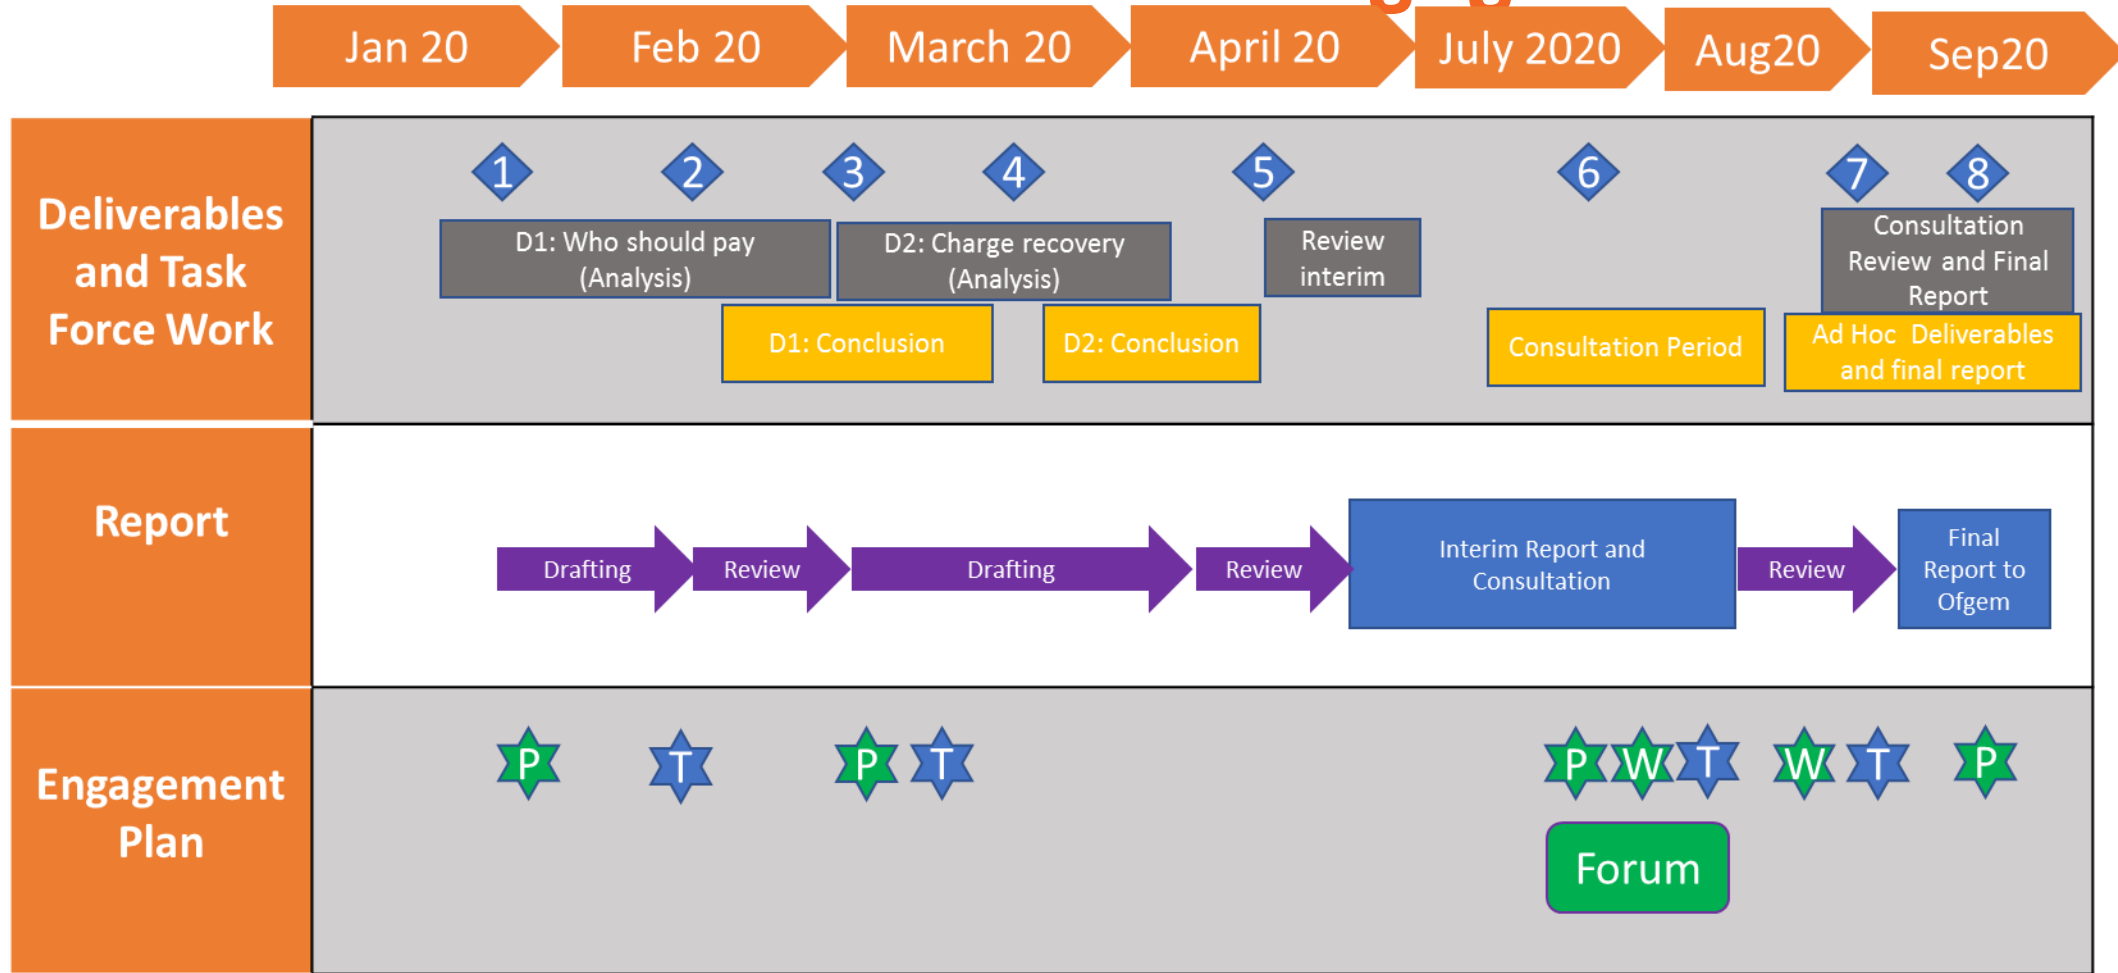 Jan 20
Feb 20
March 20
April 20
July 2020
Aug20
Sep20
Deliverables
and Task
Force Work
1
2
3
4
5
6
7
8
D1: Who should pay
(Analysis)
D2: Charge recovery
(Analysis)
Review
interim
Consultation
Review and Final
Report
D1: Conclusion
D2: Conclusion
Consultation Period
Ad Hoc Deliverables
and final report
Report
Drafting
Review
Drafting
Review
Interim Report and
Consultation
Review
Final
Report to
Ofgem
Engagement
Plan
P
T
P
T
P
W
T
W
T
P
Forum